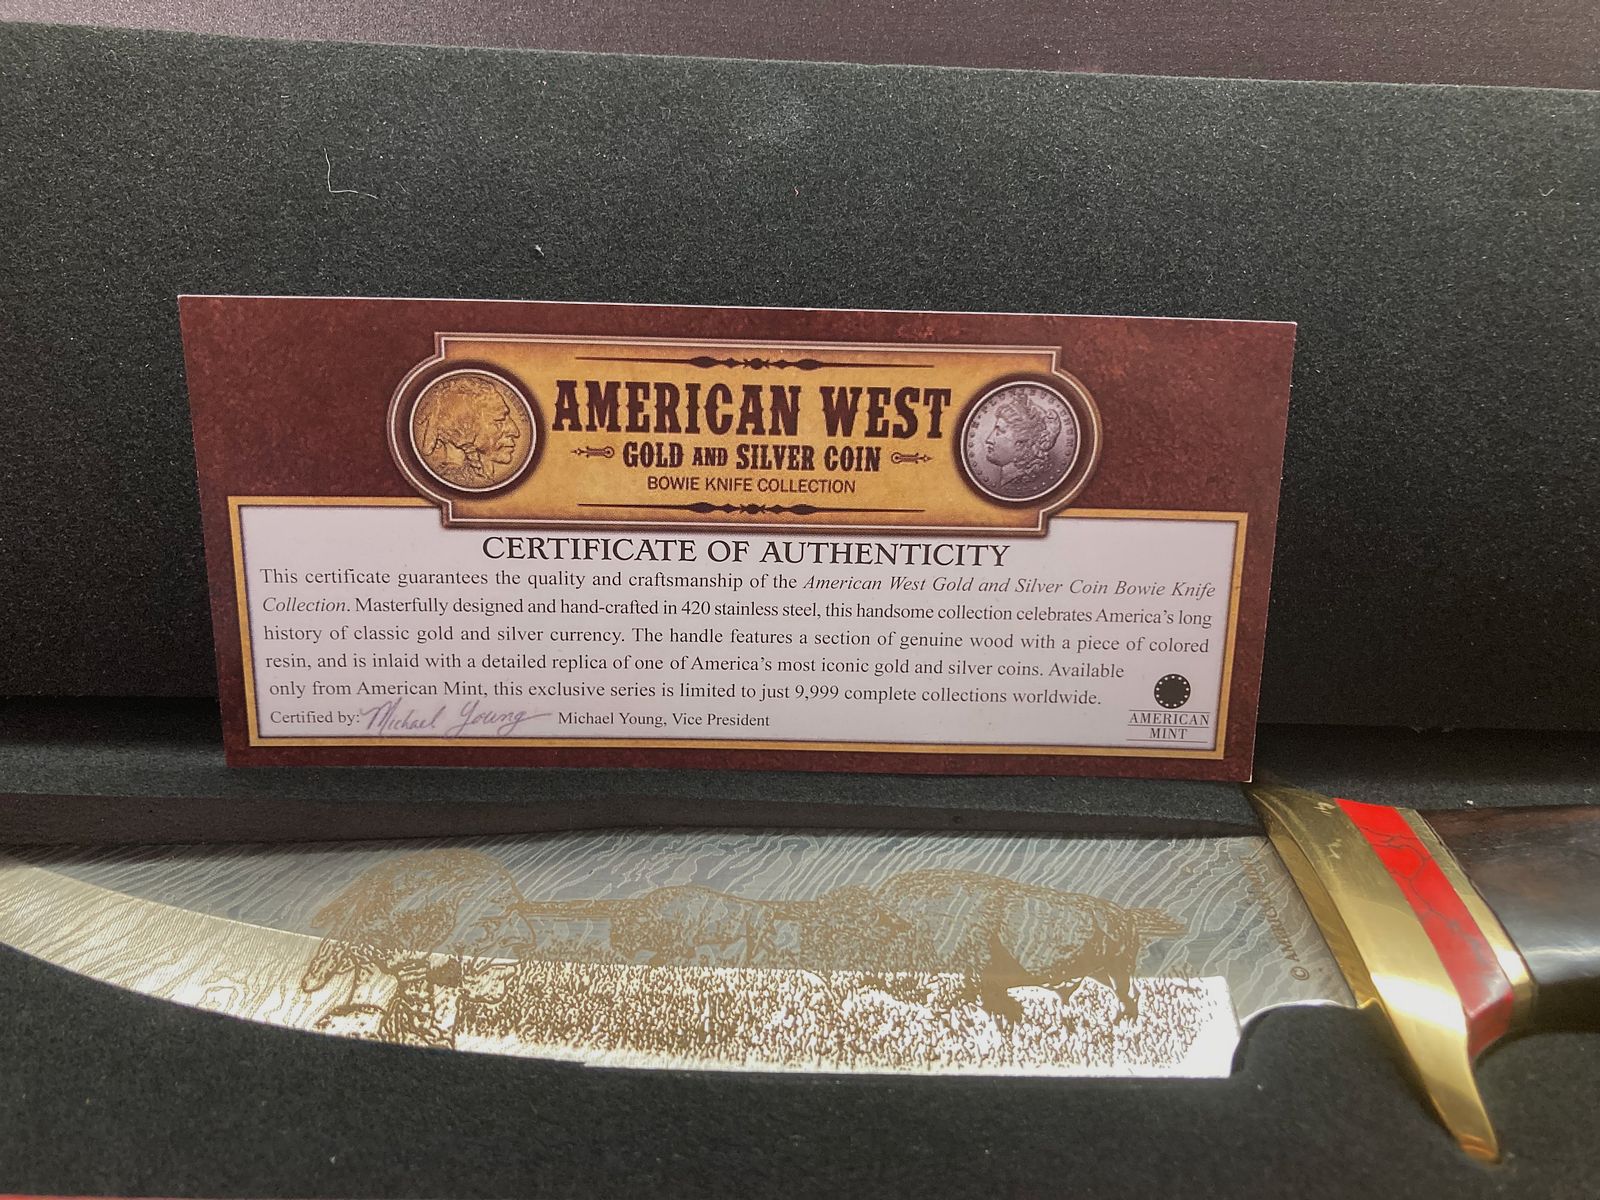 AMERICAN WEST
GOLD AND SILVER COIN
BOWIE KNIFE COLLECTION
CERTIFICATE OF AUTHENTICITY
This certificate guarantees the quality and craftsmanship of the American West Gold and Silver Coin Bowie Knife
Collection. Masterfully designed and hand-crafted in 420 stainless steel, this handsome collection celebrates America's long
history of classic gold and silver currency. The handle features a section of genuine wood with a piece of colored
resin, and is inlaid with a detailed replica of one of America's most iconic gold and silver coins. Available
only from American Mint, this exclusive series is limited to just 9,999 complete collections worldwide.
Certified by: Michael Young Michael Young, Vice President
AMERICAN
MINT
© AMERICAN MINT